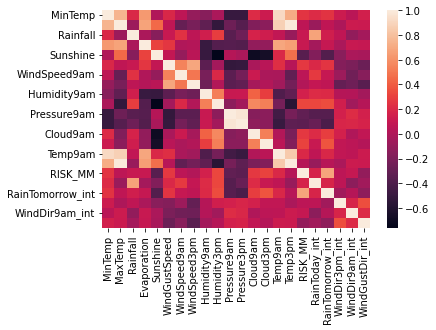 MinTemp
Rainfall
Sunshine
WindSpeed9am
Humidity9am
Pressure9am
Cloud9am
Temp9am
RISK_MM
RainTomorrow_int
WindDir9am_int
MinTemp
MaxTemp
Rainfall
Evaporation
Sunshine
WindGustSpeed
WindSpeed9am
WindSpeed3pm
Humidity9am
Humidity3pm
Pressure9am
Pressure3pm
Cloud9am
Cloud3pm
Temp9am
Temp3pm
RISK_MM
RainToday_int
RainTomorrow_int
WindDir3pm_int
WindDir9am_int
WindGustDir_int
1.0
0.8
0.6
0.4
0.2
0.0
−0.2
−0.4
−0.6